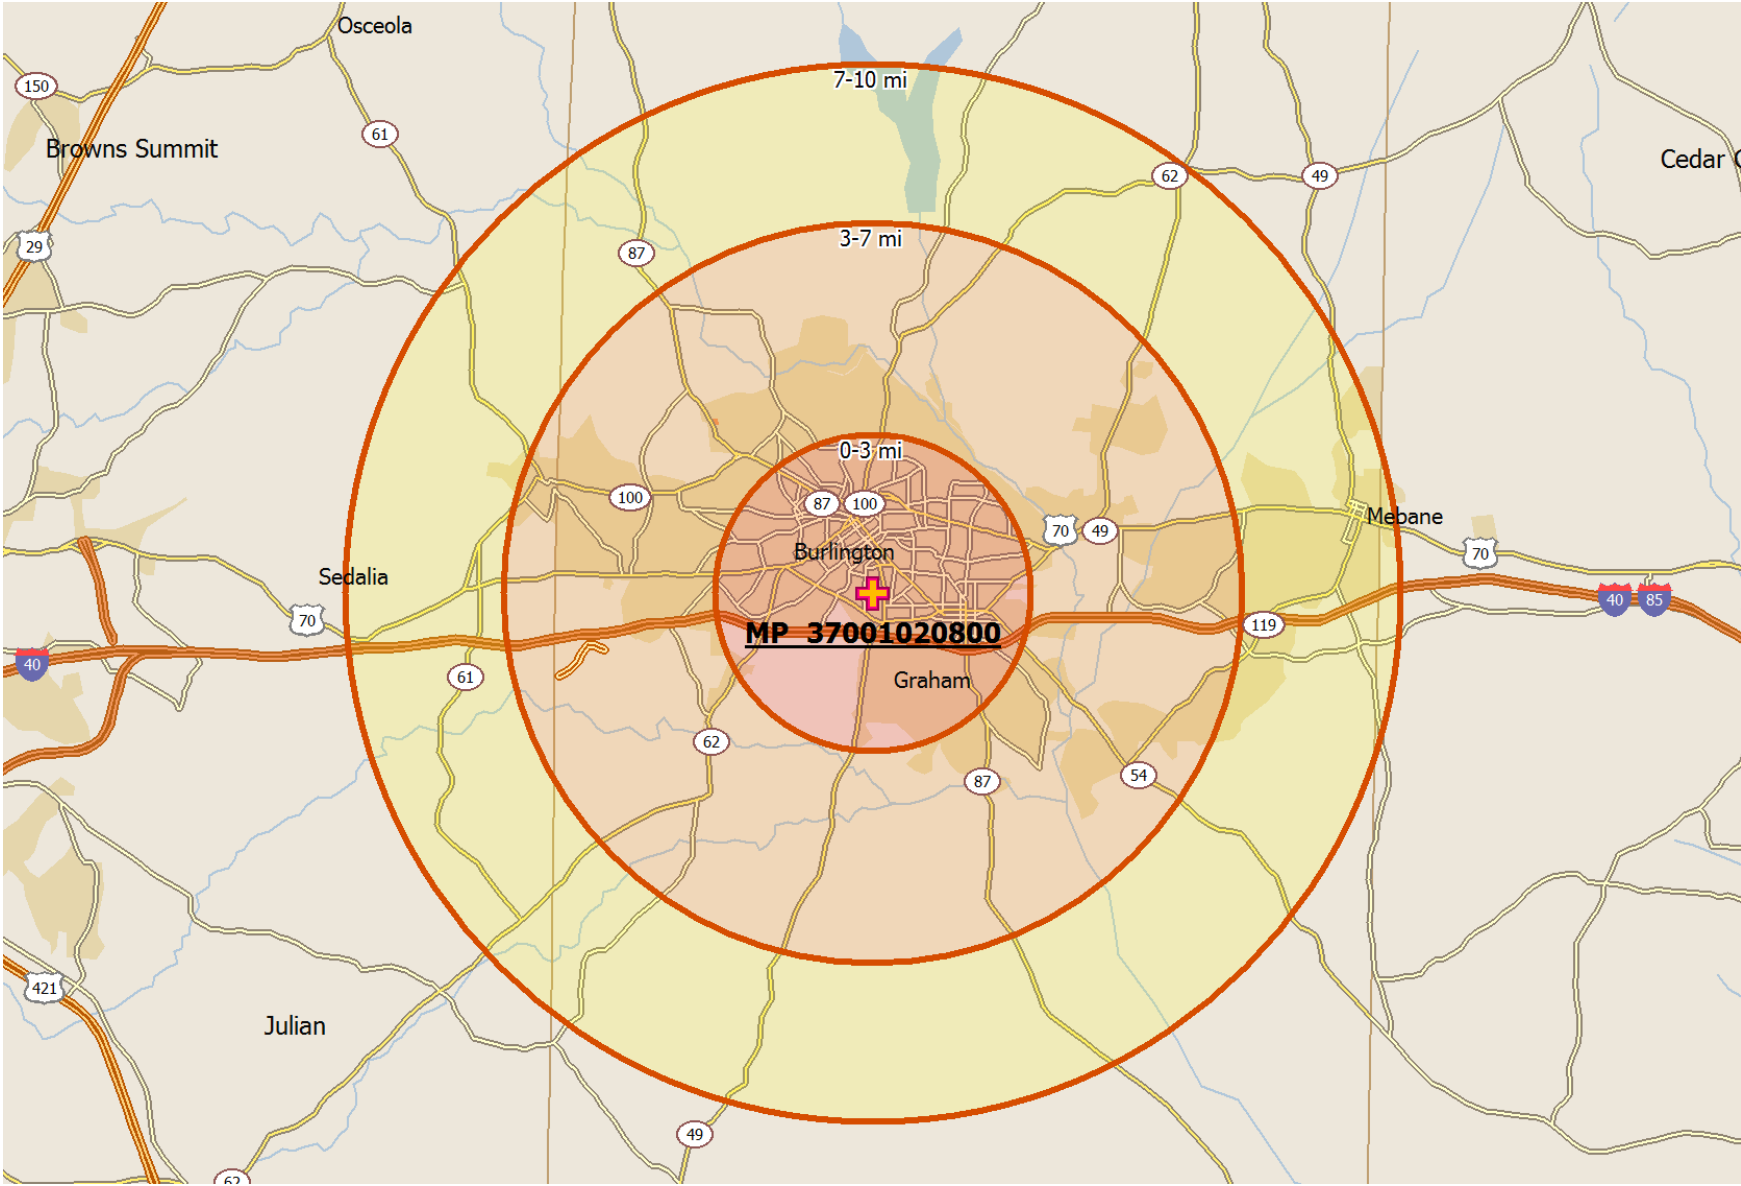 Osceola
7-10 mi
150
61
Browns Summit
Cedar C
62
49
29
3-7 mi
87
0-3 mi
100
87
100
70
49
Mebane
70
Burlington
Sedalia
40
85
70
119
MP 37001020800
40
61
Graham
62
54
87
421
Julian
49
62